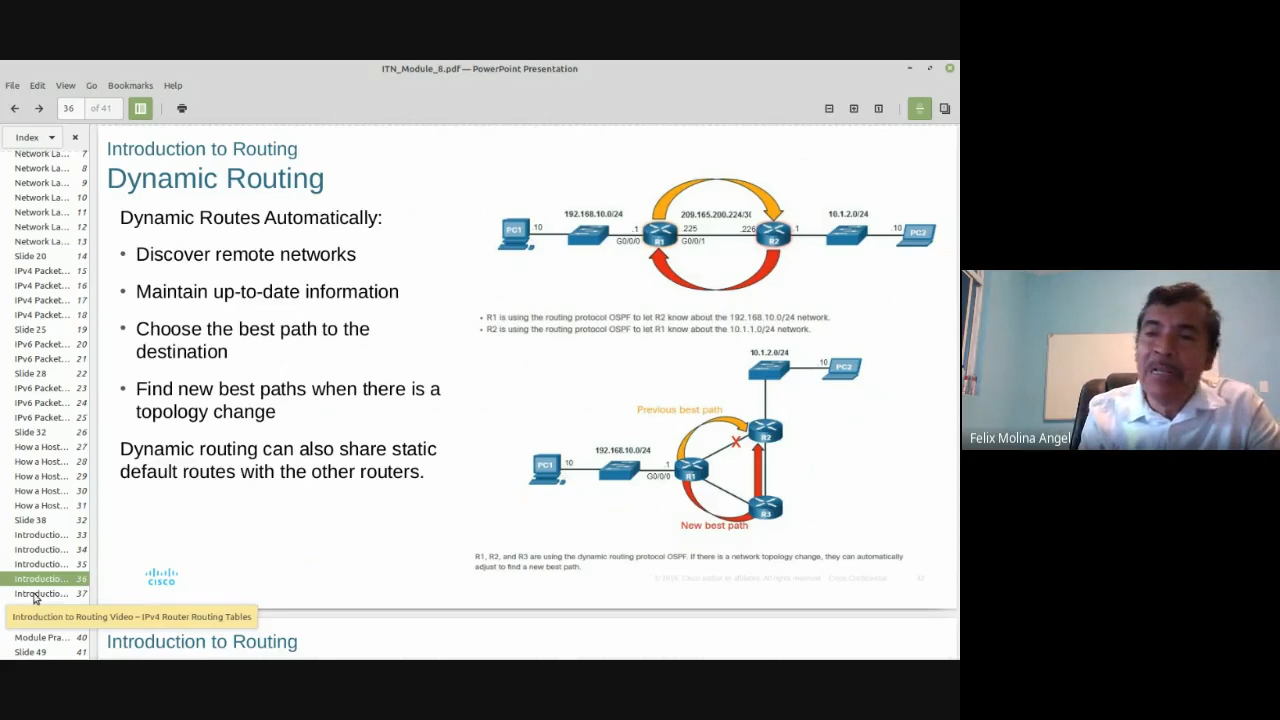 ITN_Module_8.pdf — PowerPoint Presentation
File Edit View Go Bookmarks Help
36 of 41
Index
Network La... 7
Network La... 8
Network La... 9
Network La... 10
Network La... 11
Network La... 12
Network La... 13
Slide 20 14
IPv4 Packet... 15
IPv4 Packet... 16
IPv4 Packet... 17
IPv4 Packet... 18
Slide 25 19
IPv6 Packet... 20
IPv6 Packet... 21
Slide 28 22
IPv6 Packet... 23
IPv6 Packet... 24
IPv6 Packet... 25
Slide 32 26
How a Host... 27
How a Host... 28
How a Host... 29
How a Host... 30
How a Host... 31
Slide 38 32
Introductio... 33
Introductio... 34
Introductio... 35
Introductio... 36
Introductio... 37
Introduction to Routing Video – IPv4 Router Routing Tables
Module Pra... 40
Slide 49 41
Introduction to Routing
Dynamic Routing
Dynamic Routes Automatically:
• Discover remote networks
• Maintain up-to-date information
• Choose the best path to the
destination
• Find new best paths when there is a
topology change
Dynamic routing can also share static
default routes with the other routers.
CISCO
192.168.10.0/24 209.165.200.224/30 10.1.2.0/24
PC1 .10 .1 R1 .225 .226 R2 .1 .10 PC2
G0/0/0 G0/0/1
• R1 is using the routing protocol OSPF to let R2 know about the 192.168.10.0/24 network.
• R2 is using the routing protocol OSPF to let R1 know about the 10.1.1.0/24 network.
10.1.2.0/24
.10 PC2
Previous best path
R2
X
192.168.10.0/24
PC1 .10 .1 R1
G0/0/0
R3
New best path
R1, R2, and R3 are using the dynamic routing protocol OSPF. If there is a network topology change, they can automatically
adjust to find a new best path.
© 2016 Cisco and/or its affiliates. All rights reserved. Cisco Confidential 42
Introduction to Routing
Felix Molina Angel